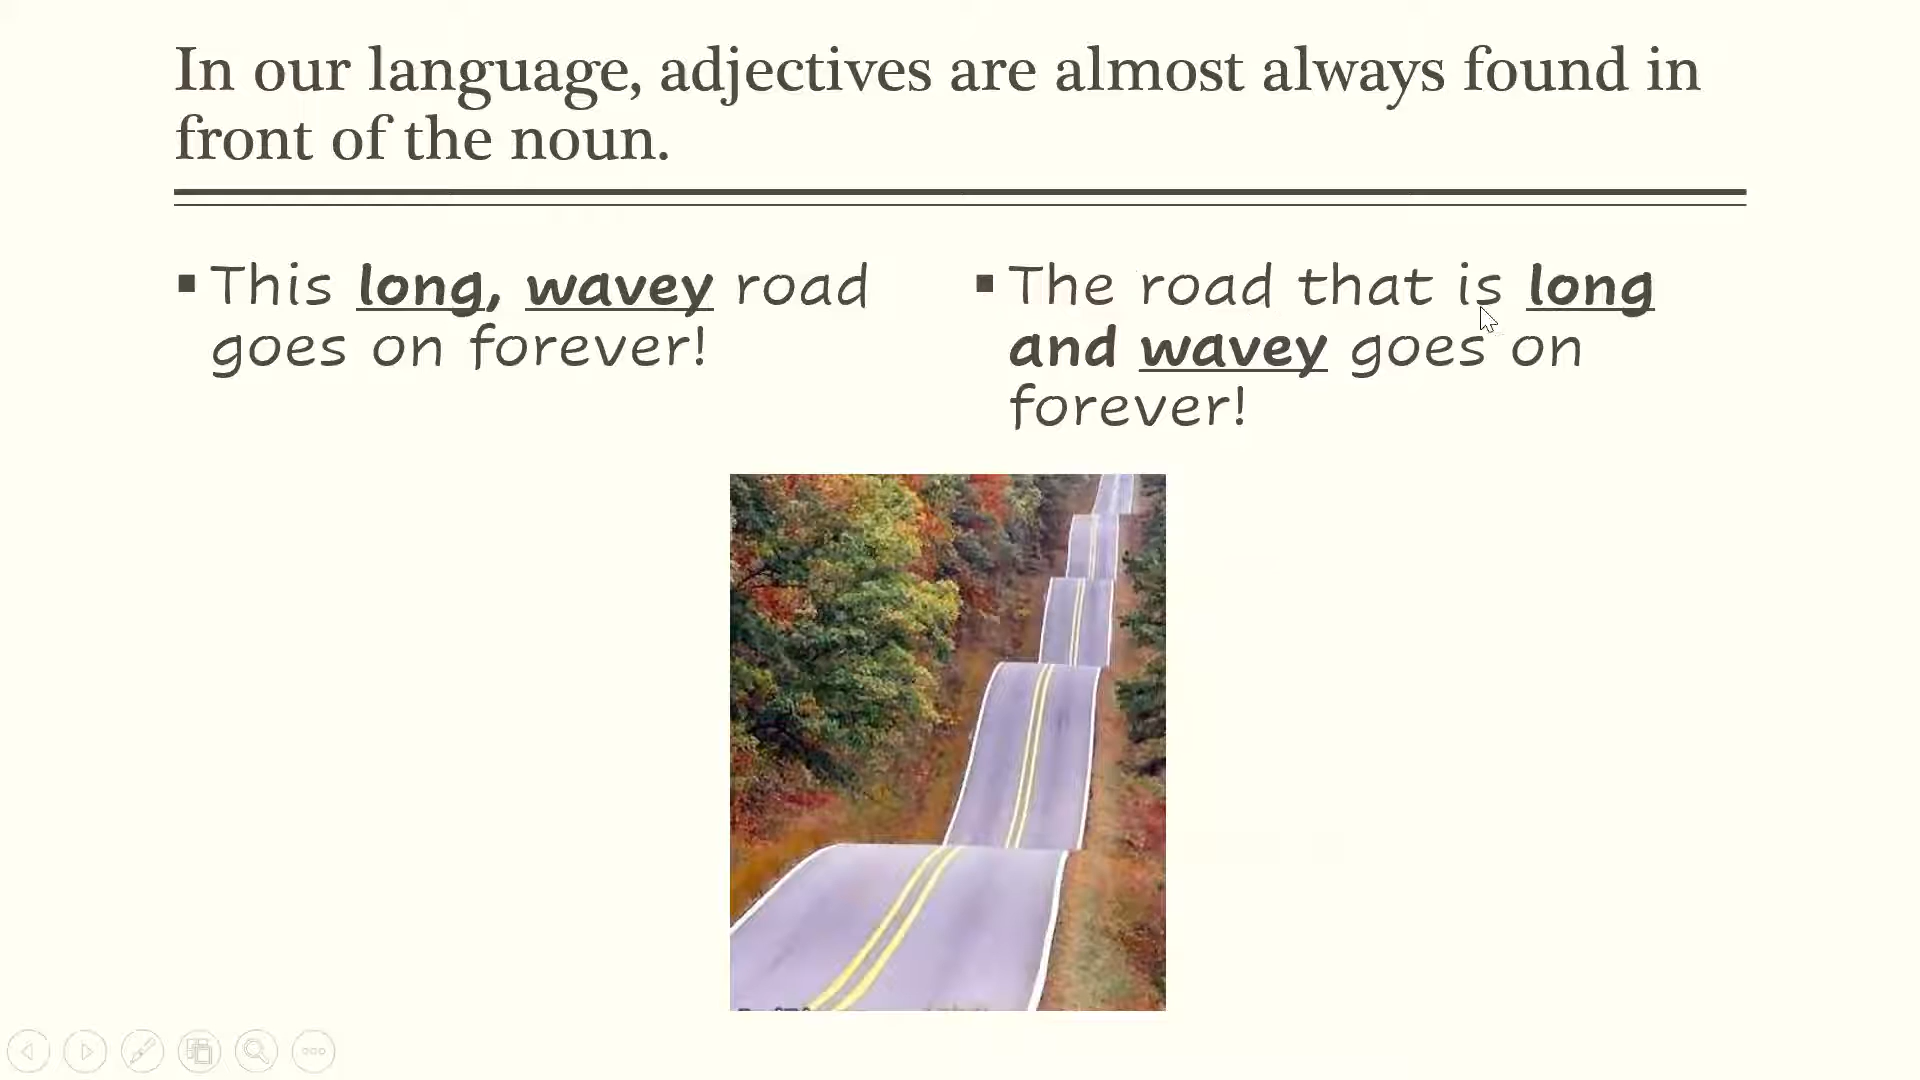 In our language, adjectives are almost always found in
front of the noun.
This long, wavey road
goes on forever!
The road that is long
and wavey goes on
forever!